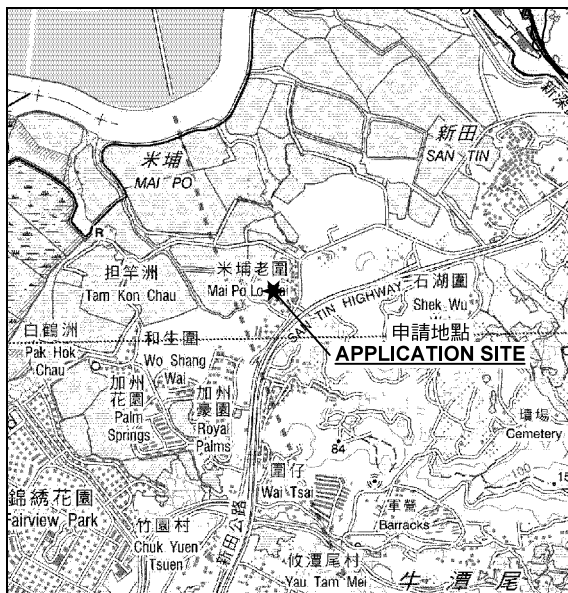 新田
SAN TIN
米埔
MAI PO
R
担竿洲
Tam Kon Chau
米埔老圍
Mai Po Lo
石湖圍
Shek Wu
SAN TIN HIGHWAY
申請地點
APPLICATION SITE
白鶴洲
Pak Hok
Chau
和生圍
Wo Shang
Wai
加州
花園
Palm
Springs
加州
豪園
Royal
Palms
墳場
Cemetery
84
100
圍仔
Wai Tsai
軍營
Barracks
錦綉花園
Fairview Park
竹園村
Chuk Yuen
Tsuen
新田公路
攸潭尾村
Yau Tam Mei
牛潭尾